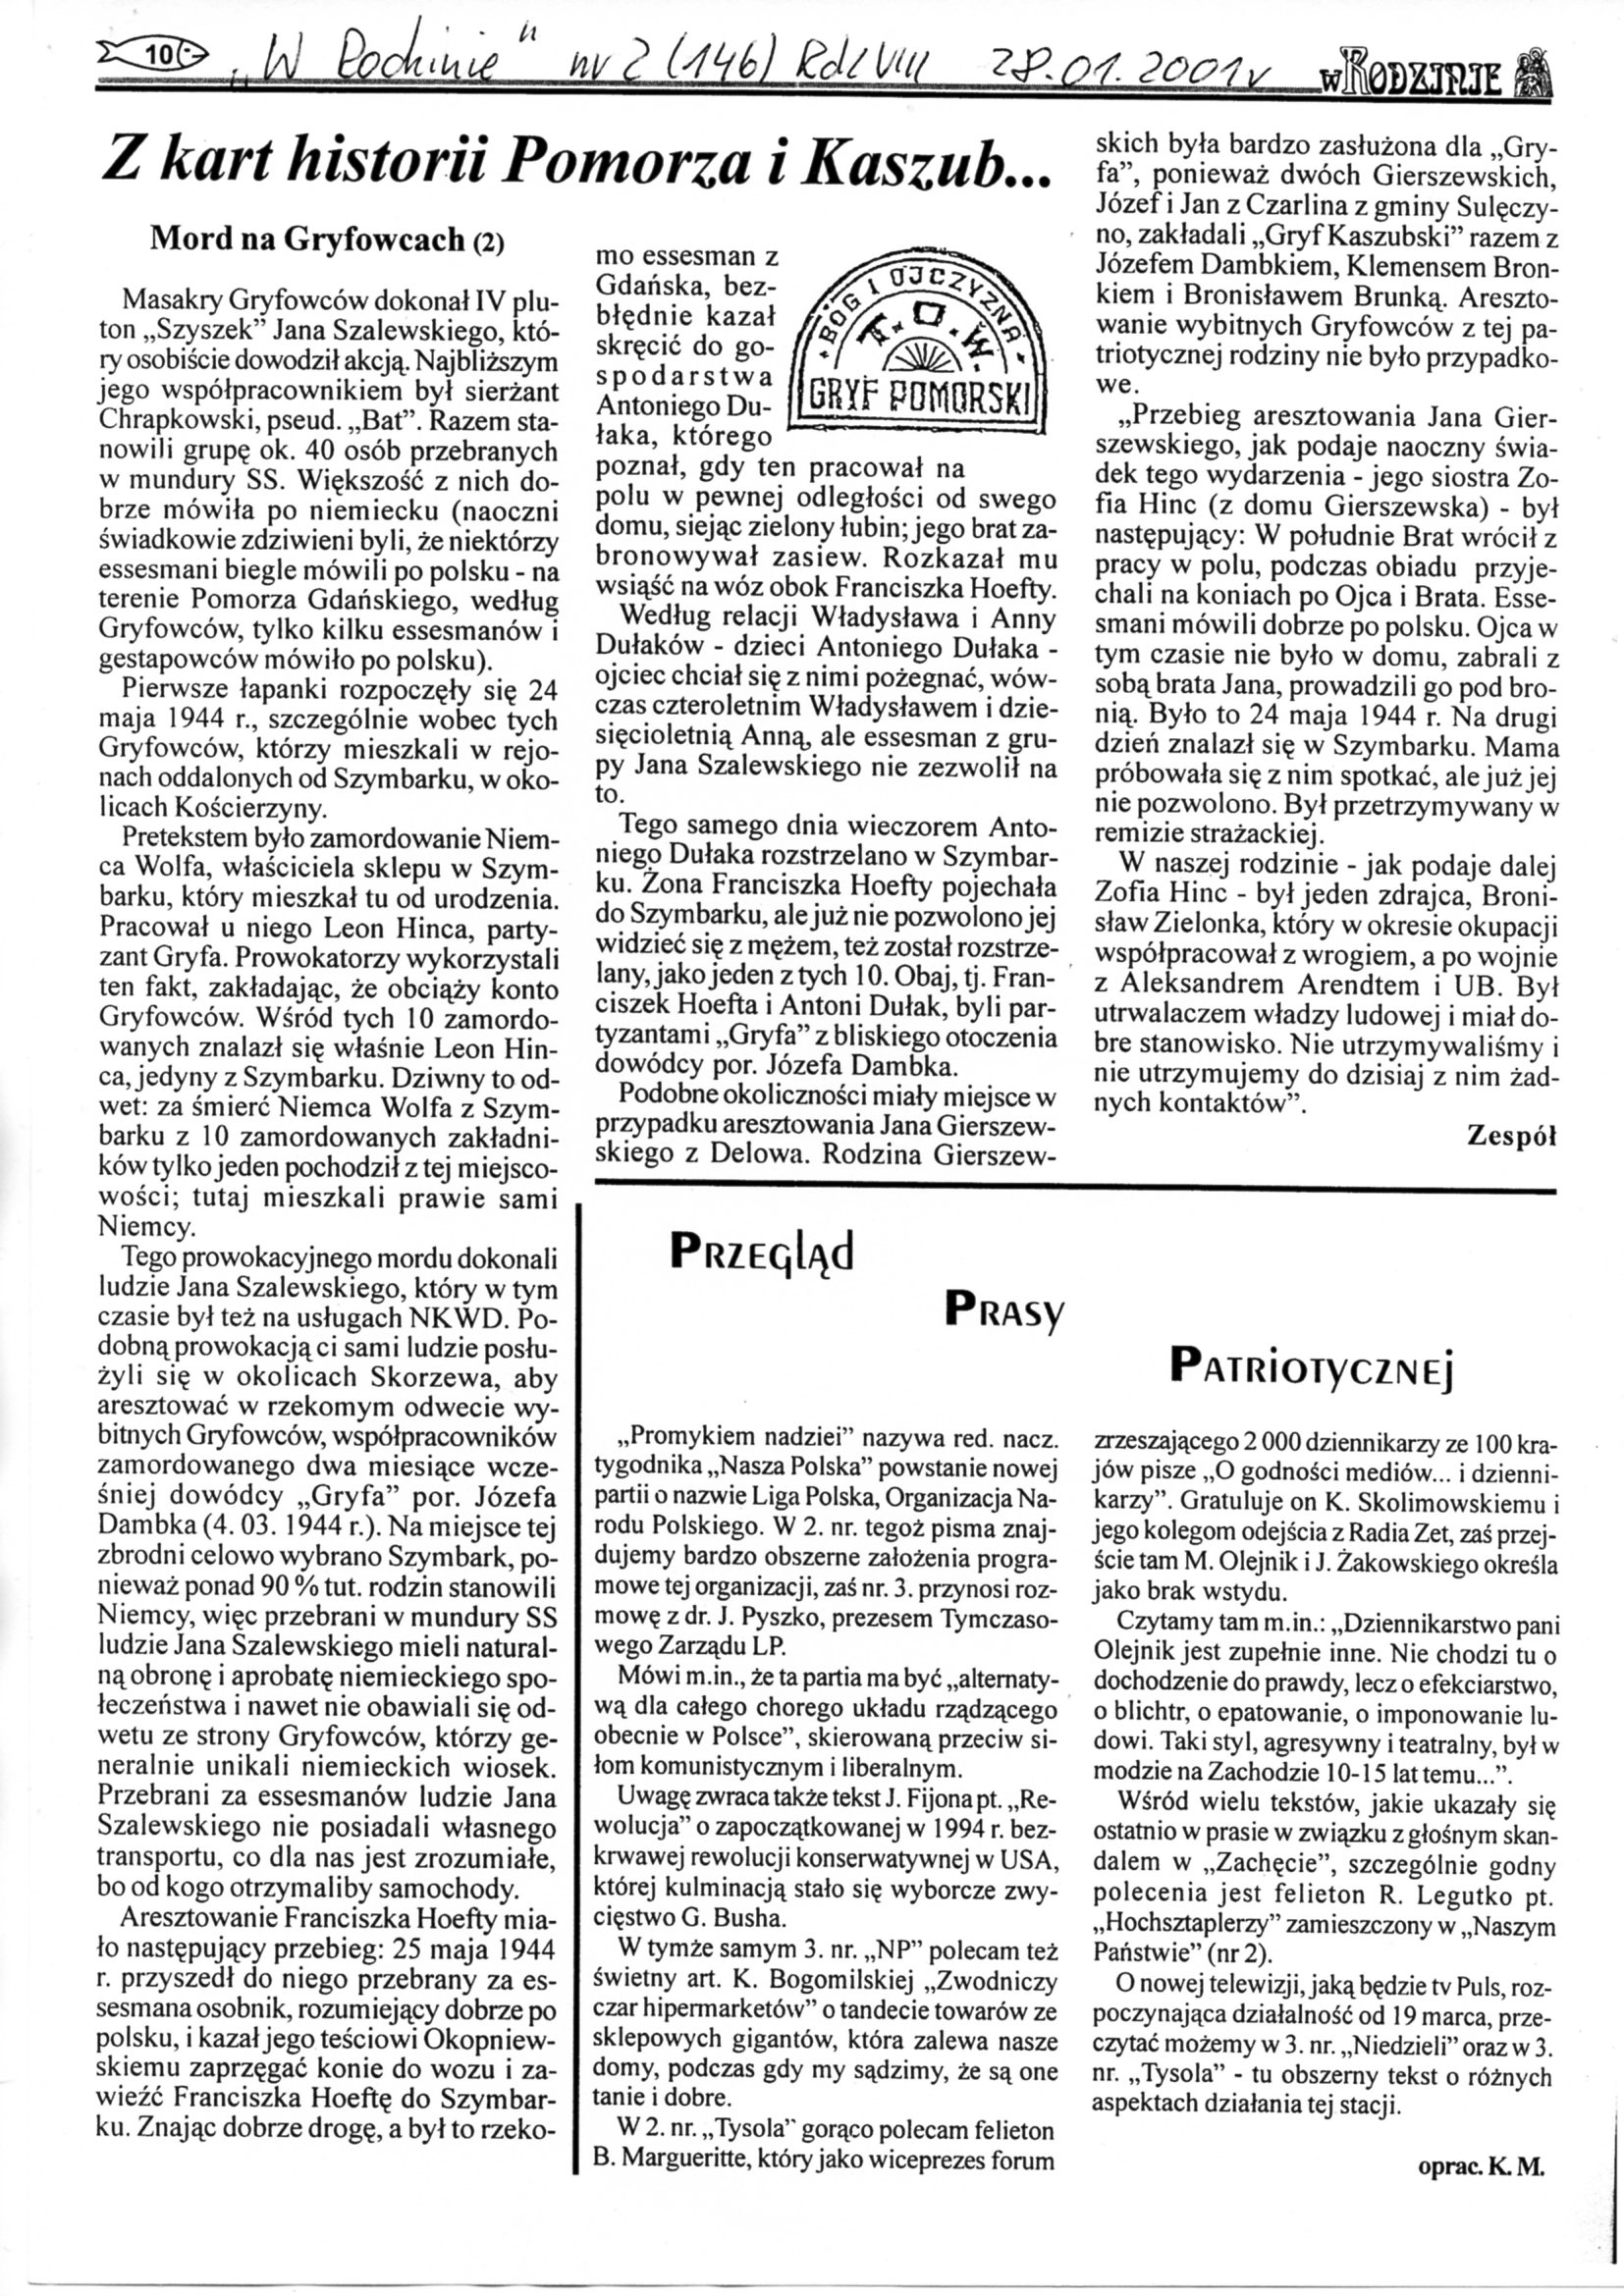 10 „W Rodzinie" nr 2 (146) Rok VIII 28.01.2001r w RODZINIE
Z kart historii Pomorza i Kaszub...
Mord na Gryfowcach (2)
Masakry Gryfowców dokonał IV plu-
ton „Szyszek” Jana Szalewskiego, któ-
ry osobiście dowodził akcją. Najbliższym
jego współpracownikiem był sierżant
Chrapkowski, pseud. „Bat”. Razem sta-
nowili grupę ok. 40 osób przebranych
w mundury SS. Większość z nich do-
brze mówiła po niemiecku (naoczni
świadkowie zdziwieni byli, że niektórzy
essesmani biegle mówili po polsku - na
terenie Pomorza Gdańskiego, według
Gryfowców, tylko kilku essesmanów i
gestapowców mówiło po polsku).
Pierwsze łapanki rozpoczęły się 24
maja 1944 r., szczególnie wobec tych
Gryfowców, którzy mieszkali w rejo-
nach oddalonych od Szymbarku, w oko-
licach Kościerzyny.
Pretekstem było zamordowanie Niem-
ca Wolfa, właściciela sklepu w Szym-
barku, który mieszkał tu od urodzenia.
Pracował u niego Leon Hinca, party-
zant Gryfa. Prowokatorzy wykorzystali
ten fakt, zakładając, że obciąży konto
Gryfowców. Wśród tych 10 zamordo-
wanych znalazł się właśnie Leon Hin-
ca, jedyny z Szymbarku. Dziwny to od-
wet: za śmierć Niemca Wolfa z Szym-
barku z 10 zamordowanych zakładni-
ków tylko jeden pochodził z tej miejsco-
wości; tutaj mieszkali prawie sami
Niemcy.
Tego prowokacyjnego mordu dokonali
ludzie Jana Szalewskiego, który w tym
czasie był też na usługach NKWD. Po-
dobną prowokacją ci sami ludzie posłu-
żyli się w okolicach Skorzewa, aby
aresztować w rzekomym odwecie wy-
bitnych Gryfowców, współpracowników
zamordowanego dwa miesiące wcze-
śniej dowódcy „Gryfa” por. Józefa
Dambka (4. 03. 1944 r.). Na miejsce tej
zbrodni celowo wybrano Szymbark, po-
nieważ ponad 90 % tut. rodzin stanowili
Niemcy, więc przebrani w mundury SS
ludzie Jana Szalewskiego mieli natural-
ną obronę i aprobatę niemieckiego spo-
łeczeństwa i nawet nie obawiali się od-
wetu ze strony Gryfowców, którzy ge-
neralnie unikali niemieckich wiosek.
Przebrani za essesmanów ludzie Jana
Szalewskiego nie posiadali własnego
transportu, co dla nas jest zrozumiałe,
bo od kogo otrzymaliby samochody.
Aresztowanie Franciszka Hoefty mia-
ło następujący przebieg: 25 maja 1944
r. przyszedł do niego przebrany za es-
sesmana osobnik, rozumiejący dobrze po
polsku, i kazał jego teściowi Okopniew-
skiemu zaprzęgać konie do wozu i za-
wieźć Franciszka Hoeftę do Szymbar-
ku. Znając dobrze drogę, a był to rzeko-
mo essesman z
Gdańska, bez-
błędnie kazał
skręcić do go-
spodarstwa
Antoniego Du-
łaka, którego
poznał, gdy ten pracował na
polu w pewnej odległości od swego
domu, siejąc zielony łubin; jego brat za-
bronowywał zasiew. Rozkazał mu
wsiąść na wóz obok Franciszka Hoefty.
Według relacji Władysława i Anny
Dułaków - dzieci Antoniego Dułaka -
ojciec chciał się z nimi pożegnać, wów-
czas czteroletnim Władysławem i dzie-
sięcioletnią Anną, ale essesman z gru-
py Jana Szalewskiego nie zezwolił na
to.
Tego samego dnia wieczorem Anto-
niego Dułaka rozstrzelano w Szymbar-
ku. Żona Franciszka Hoefty pojechała
do Szymbarku, ale już nie pozwolono jej
widzieć się z mężem, też został rozstrze-
lany, jako jeden z tych 10. Obaj, tj. Fran-
ciszek Hoefta i Antoni Dułak, byli par-
tyzantami „Gryfa” z bliskiego otoczenia
dowódcy por. Józefa Dambka.
Podobne okoliczności miały miejsce w
przypadku aresztowania Jana Gierszew-
skiego z Delowa. Rodzina Gierszew-
BÓG I OJCZYZNA
T.O.W.
GRYF POMORSKI
skich była bardzo zasłużona dla „Gry-
fa”, ponieważ dwóch Gierszewskich,
Józef i Jan z Czarlina z gminy Sulęczy-
no, zakładali „Gryf Kaszubski” razem z
Józefem Dambkiem, Klemensem Bron-
kiem i Bronisławem Brunką. Areszto-
wanie wybitnych Gryfowców z tej pa-
triotycznej rodziny nie było przypadko-
we.
„Przebieg aresztowania Jana Gier-
szewskiego, jak podaje naoczny świa-
dek tego wydarzenia - jego siostra Zo-
fia Hinc (z domu Gierszewska) - był
następujący: W południe Brat wrócił z
pracy w polu, podczas obiadu przyje-
chali na koniach po Ojca i Brata. Esse-
smani mówili dobrze po polsku. Ojca w
tym czasie nie było w domu, zabrali z
sobą brata Jana, prowadzili go pod bro-
nią. Było to 24 maja 1944 r. Na drugi
dzień znalazł się w Szymbarku. Mama
próbowała się z nim spotkać, ale już jej
nie pozwolono. Był przetrzymywany w
remizie strażackiej.
W naszej rodzinie - jak podaje dalej
Zofia Hinc - był jeden zdrajca, Broni-
sław Zielonka, który w okresie okupacji
współpracował z wrogiem, a po wojnie
z Aleksandrem Arendtem i UB. Był
utrwalaczem władzy ludowej i miał do-
bre stanowisko. Nie utrzymywaliśmy i
nie utrzymujemy do dzisiaj z nim żad-
nych kontaktów”.
Zespół
Przegląd
Prasy
Patriotycznej
„Promykiem nadziei” nazywa red. nacz.
tygodnika „Nasza Polska” powstanie nowej
partii o nazwie Liga Polska, Organizacja Na-
rodu Polskiego. W 2. nr. tegoż pisma znaj-
dujemy bardzo obszerne założenia progra-
mowe tej organizacji, zaś nr. 3. przynosi roz-
mowę z dr. J. Pyszko, prezesem Tymczaso-
wego Zarządu LP.
Mówi m.in., że ta partia ma być „alternaty-
wą dla całego chorego układu rządzącego
obecnie w Polsce”, skierowaną przeciw si-
łom komunistycznym i liberalnym.
Uwagę zwraca także tekst J. Fijona pt. „Re-
wolucja” o zapoczątkowanej w 1994 r. bez-
krwawej rewolucji konserwatywnej w USA,
której kulminacją stało się wyborcze zwy-
cięstwo G. Busha.
W tymże samym 3. nr. „NP” polecam też
świetny art. K. Bogomilskiej „Zwodniczy
czar hipermarketów” o tandecie towarów ze
sklepowych gigantów, która zalewa nasze
domy, podczas gdy my sądzimy, że są one
tanie i dobre.
W 2. nr. „Tysola” gorąco polecam felieton
B. Margueritte, który jako wiceprezes forum
zrzeszającego 2 000 dziennikarzy ze 100 kra-
jów pisze „O godności mediów... i dzienni-
karzy”. Gratuluje on K. Skolimowskiemu i
jego kolegom odejścia z Radia Zet, zaś przej-
ście tam M. Olejnik i J. Żakowskiego określa
jako brak wstydu.
Czytamy tam m.in.: „Dziennikarstwo pani
Olejnik jest zupełnie inne. Nie chodzi tu o
dochodzenie do prawdy, lecz o efekciarstwo,
o blichtr, o epatowanie, o imponowanie lu-
dowi. Taki styl, agresywny i teatralny, był w
modzie na Zachodzie 10-15 lat temu...”.
Wśród wielu tekstów, jakie ukazały się
ostatnio w prasie w związku z głośnym skan-
dalem w „Zachęcie”, szczególnie godny
polecenia jest felieton R. Legutko pt.
„Hochsztaplerzy” zamieszczony w „Naszym
Państwie” (nr 2).
O nowej telewizji, jaką będzie tv Puls, roz-
poczynająca działalność od 19 marca, prze-
czytać możemy w 3. nr. „Niedzieli” oraz w 3.
nr. „Tysola” - tu obszerny tekst o różnych
aspektach działania tej stacji.
oprac. K. M.